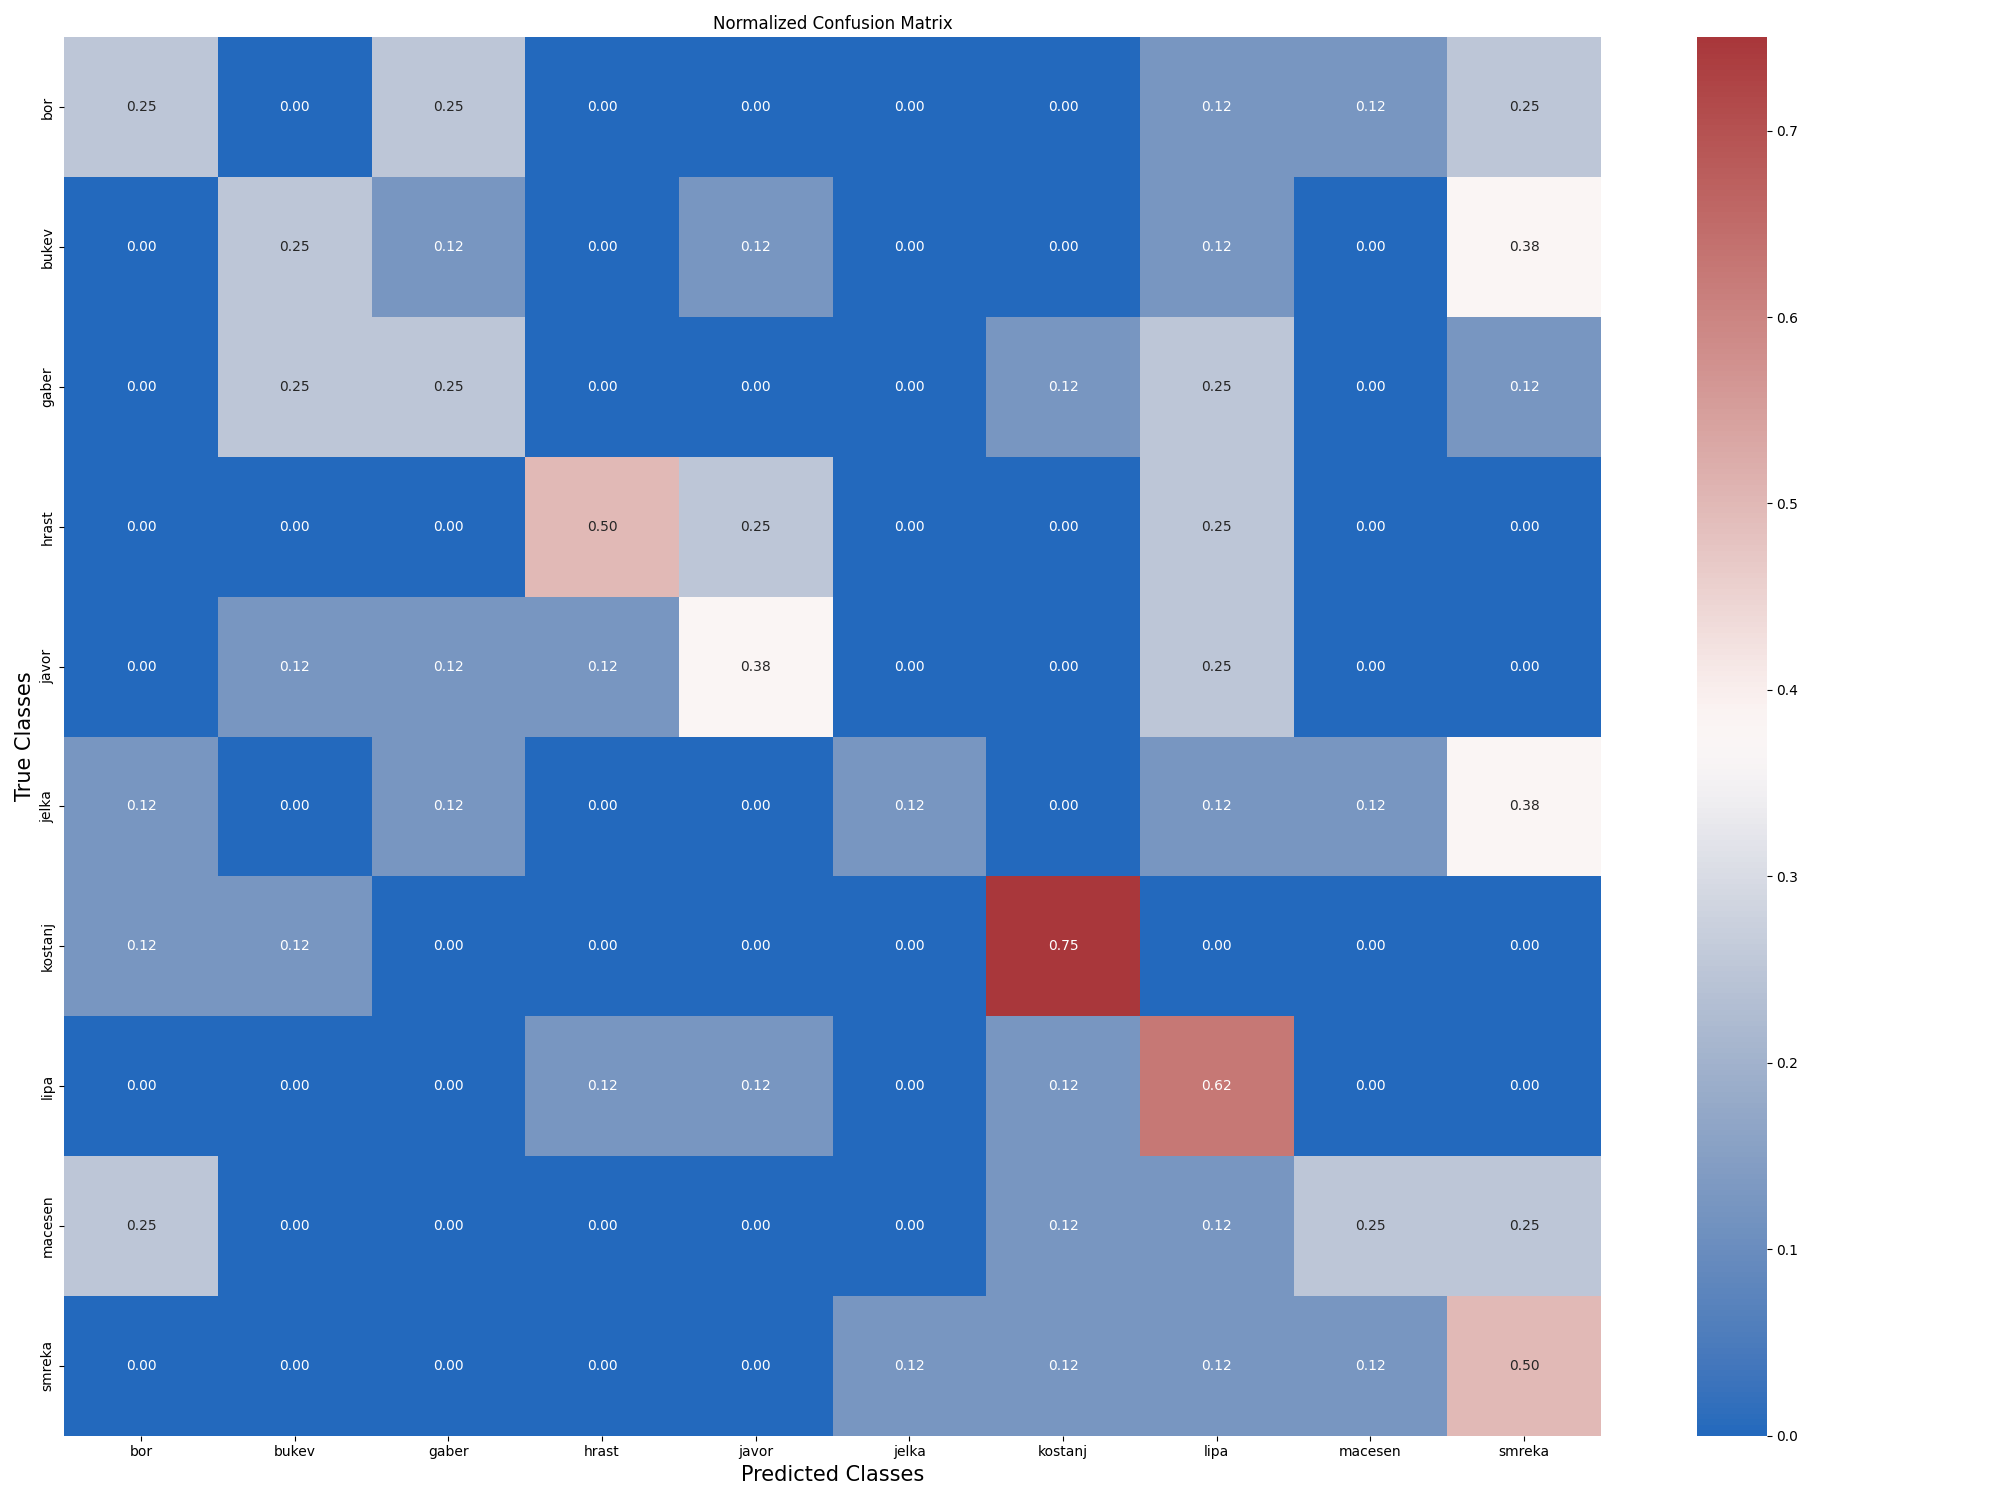 Normalized Confusion Matrix
bor 0.25 0.00 0.25 0.00 0.00 0.00 0.00 0.12 0.12 0.25
bukev 0.00 0.25 0.12 0.00 0.12 0.00 0.00 0.12 0.00 0.38
gaber 0.00 0.25 0.25 0.00 0.00 0.00 0.12 0.25 0.00 0.12
hrast 0.00 0.00 0.00 0.50 0.25 0.00 0.00 0.25 0.00 0.00
javor 0.00 0.12 0.12 0.12 0.38 0.00 0.00 0.25 0.00 0.00
jelka 0.12 0.00 0.12 0.00 0.00 0.12 0.00 0.12 0.12 0.38
kostanj 0.12 0.12 0.00 0.00 0.00 0.00 0.75 0.00 0.00 0.00
lipa 0.00 0.00 0.00 0.12 0.12 0.00 0.12 0.62 0.00 0.00
macesen 0.25 0.00 0.00 0.00 0.00 0.00 0.12 0.12 0.25 0.25
smreka 0.00 0.00 0.00 0.00 0.00 0.12 0.12 0.12 0.12 0.50
True Classes
bor bukev gaber hrast javor jelka kostanj lipa macesen smreka
Predicted Classes
0.7
0.6
0.5
0.4
0.3
0.2
0.1
0.0